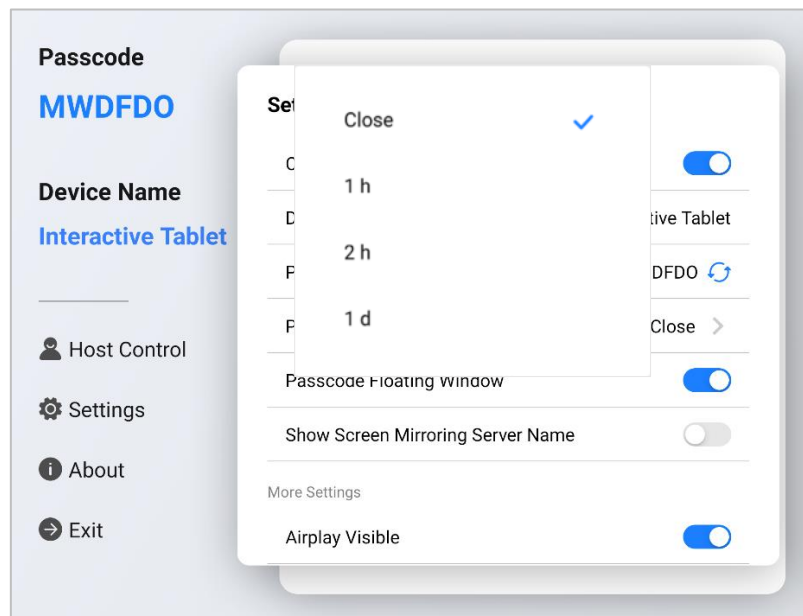 Passcode
MWDFDO
Device Name
Interactive Tablet
Host Control
Settings
About
Exit
Close
1 h
2 h
1 d
tive Tablet
DFDO
Close
Passcode Floating Window
Show Screen Mirroring Server Name
More Settings
Airplay Visible